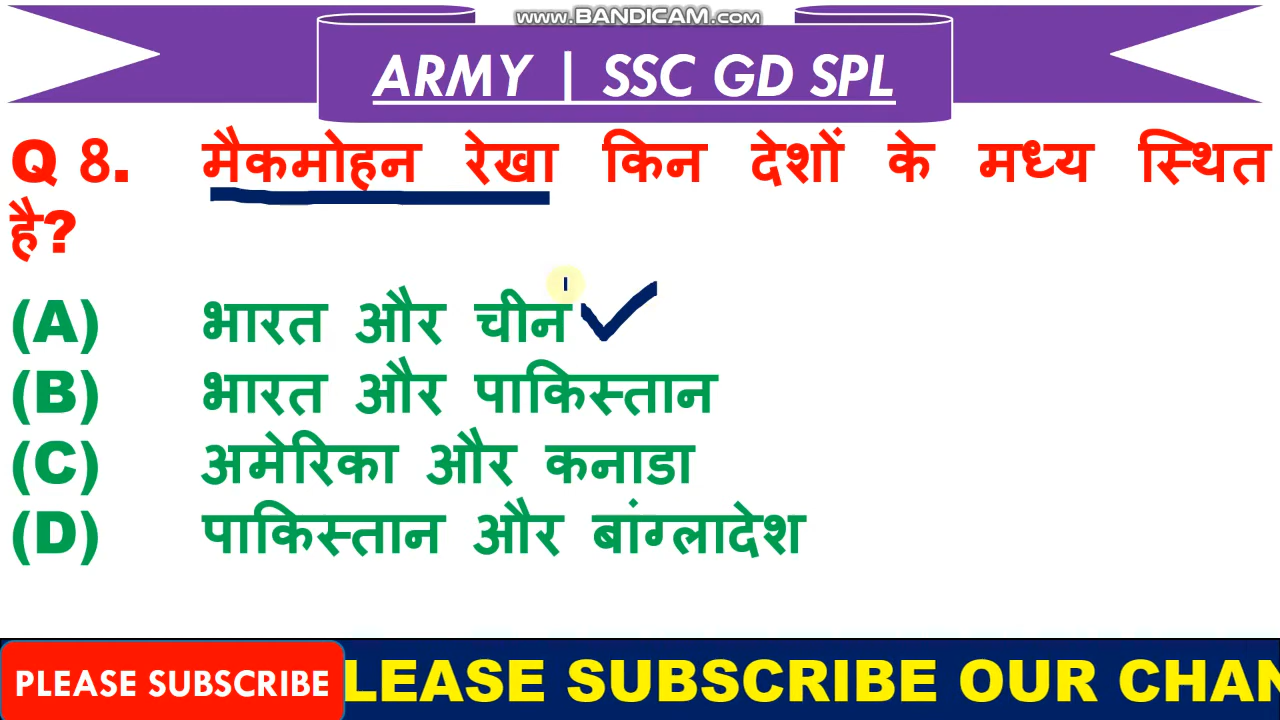 www.BANDICAM.com
ARMY | SSC GD SPL
Q 8. मैकमोहन रेखा किन देशों के मध्य स्थित
है?
(A) भारत और चीन
(B) भारत और पाकिस्तान
(C) अमेरिका और कनाडा
(D) पाकिस्तान और बांग्लादेश
PLEASE SUBSCRIBE LEASE SUBSCRIBE OUR CHAN